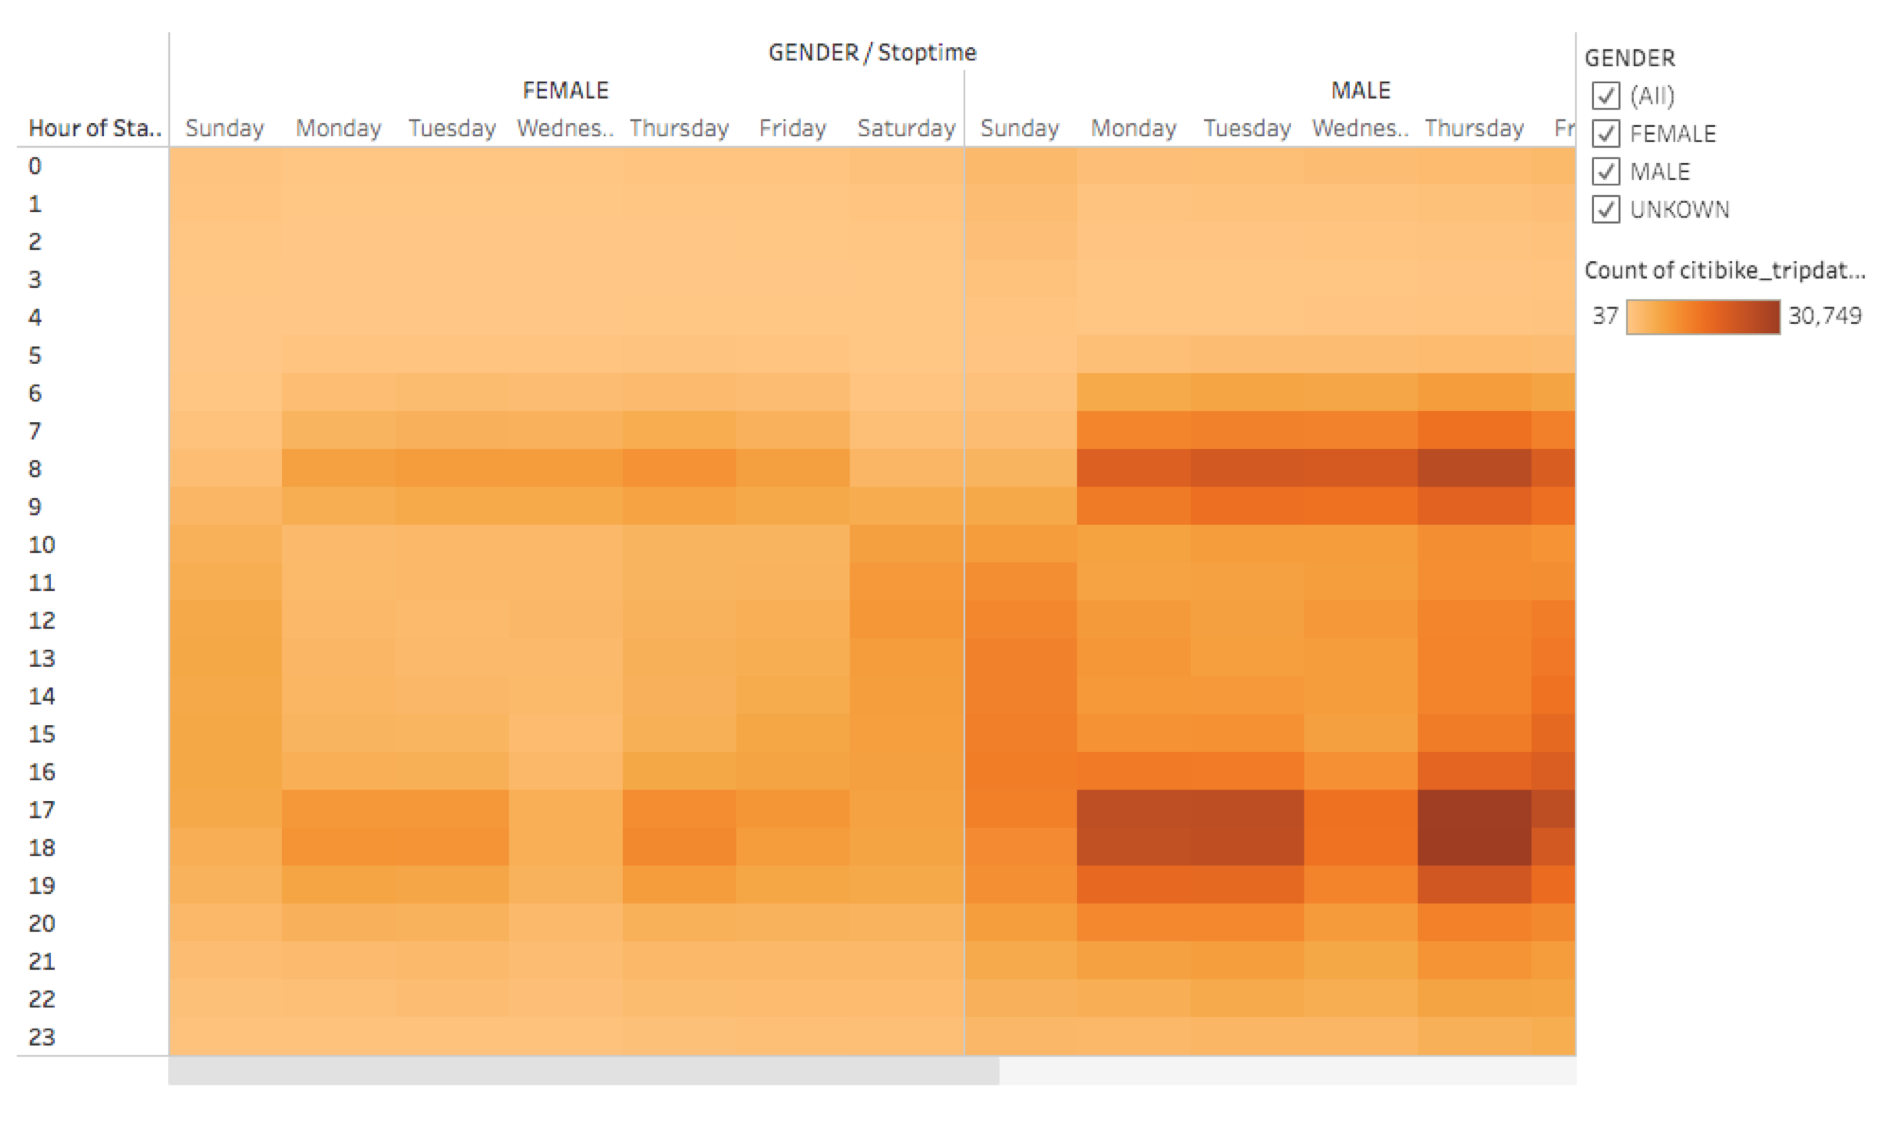 GENDER / Stoptime
FEMALE MALE
Hour of Sta.. Sunday Monday Tuesday Wednes.. Thursday Friday Saturday Sunday Monday Tuesday Wednes.. Thursday Fr
0
1
2
3
4
5
6
7
8
9
10
11
12
13
14
15
16
17
18
19
20
21
22
23
GENDER
(All)
FEMALE
MALE
UNKOWN
Count of citibike_tripdat...
37 30,749